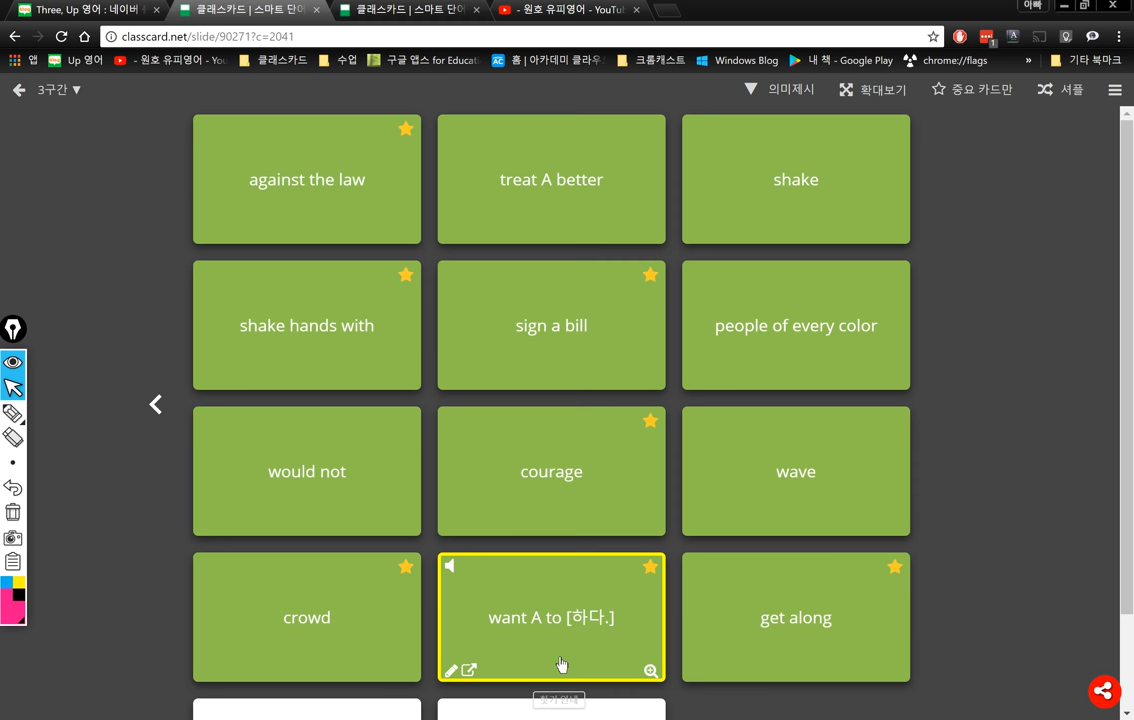 Three, Up 영어 : 네이버
클래스카드 | 스마트 단어
클래스카드 | 스마트 단어
- 원호 유피영어 - YouTu
아빠
classcard.net/slide/90271?c=2041
앱
Up 영어
- 원호 유피영어 - You
클래스카드
수업
구글 앱스 for Educati
홈 | 아카데미 클라우
크롬캐스트
Windows Blog
내 책 - Google Play
chrome://flags
»
기타 북마크
3구간 ▼
의미제시
확대보기
중요 카드만
셔플
against the law
treat A better
shake
shake hands with
sign a bill
people of every color
would not
courage
wave
crowd
want A to [하다.]
get along